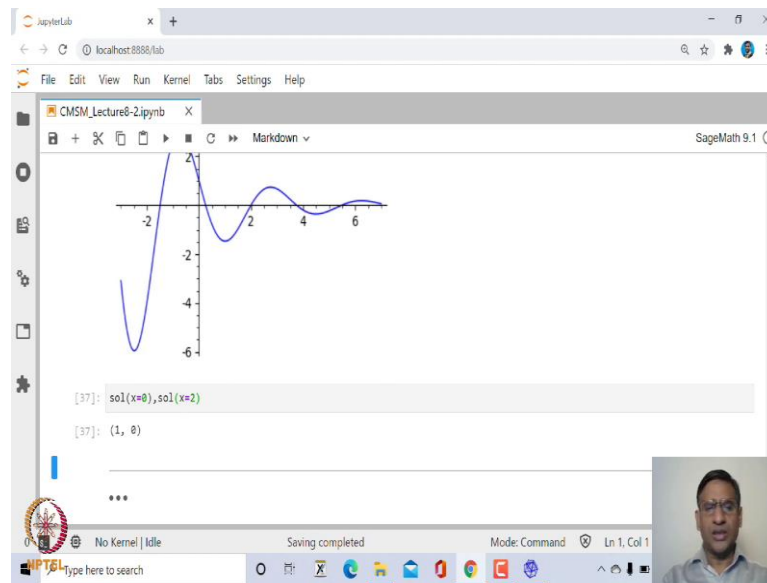 JupyterLab
localhost:8888/lab
File Edit View Run Kernel Tabs Settings Help
CMSM_Lecture8-2.ipynb
Markdown
SageMath 9.1
2
-2 2 4 6
-2
-4
-6
[37]: sol(x=0),sol(x=2)
[37]: (1, 0)
No Kernel | Idle Saving completed Mode: Command Ln 1, Col 1
NPTEL
Type here to search